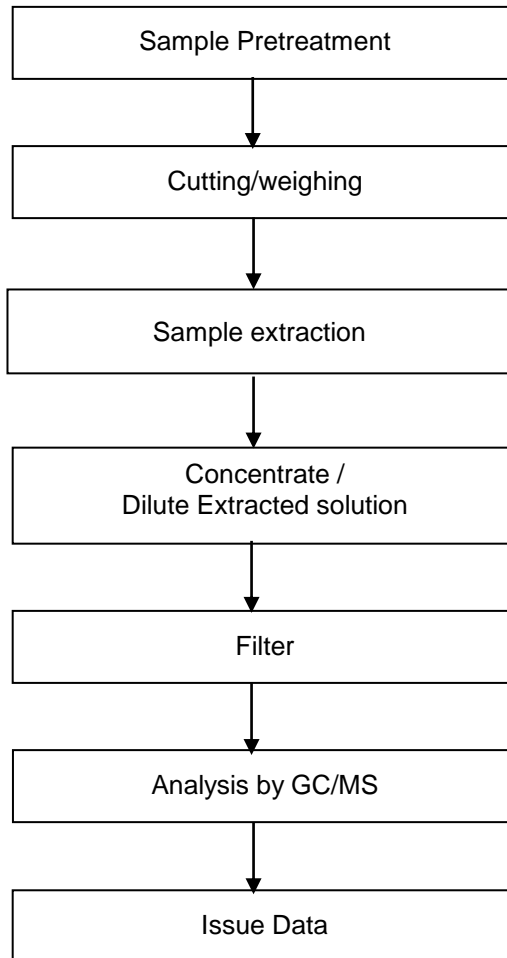 Sample Pretreatment
Cutting/weighing
Sample extraction
Concentrate /
Dilute Extracted solution
Filter
Analysis by GC/MS
Issue Data